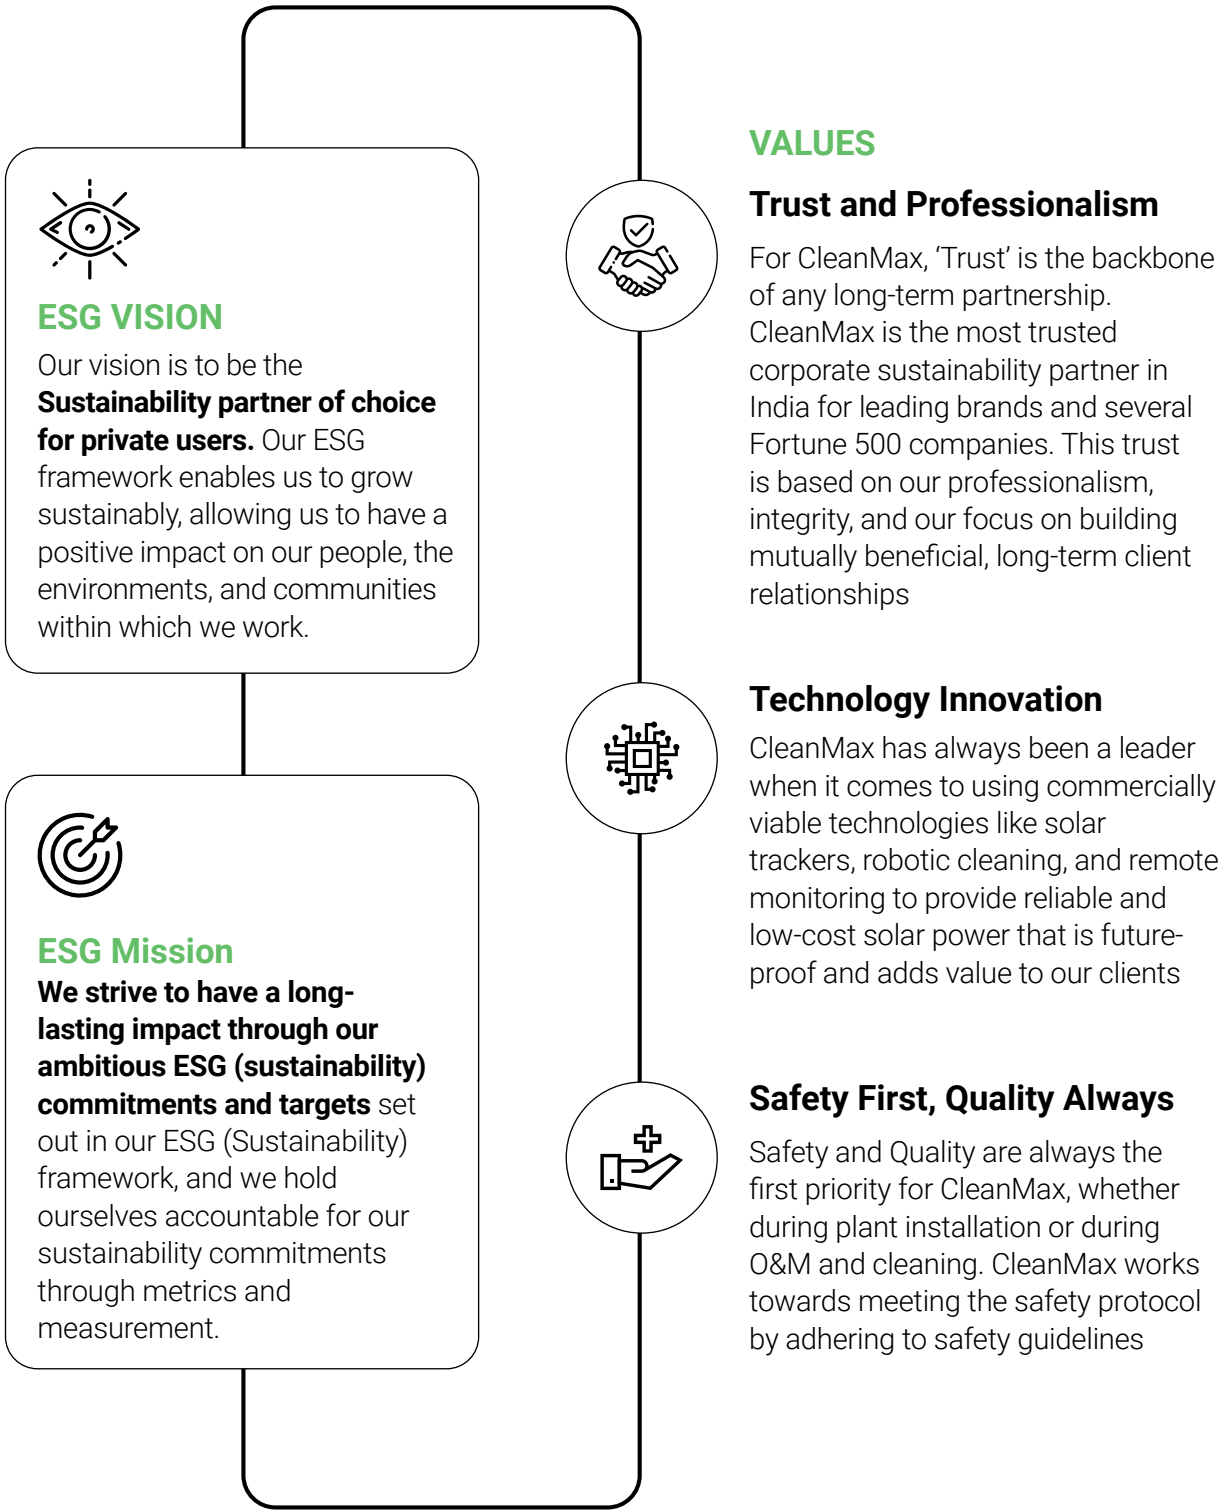 ESG VISION
Our vision is to be the
Sustainability partner of choice
for private users. Our ESG
framework enables us to grow
sustainably, allowing us to have a
positive impact on our people, the
environments, and communities
within which we work.
ESG Mission
We strive to have a long-
lasting impact through our
ambitious ESG (sustainability)
commitments and targets set
out in our ESG (Sustainability)
framework, and we hold
ourselves accountable for our
sustainability commitments
through metrics and
measurement.
VALUES
Trust and Professionalism
For CleanMax, ‘Trust’ is the backbone
of any long-term partnership.
CleanMax is the most trusted
corporate sustainability partner in
India for leading brands and several
Fortune 500 companies. This trust
is based on our professionalism,
integrity, and our focus on building
mutually beneficial, long-term client
relationships
Technology Innovation
CleanMax has always been a leader
when it comes to using commercially
viable technologies like solar
trackers, robotic cleaning, and remote
monitoring to provide reliable and
low-cost solar power that is future-
proof and adds value to our clients
Safety First, Quality Always
Safety and Quality are always the
first priority for CleanMax, whether
during plant installation or during
O&M and cleaning. CleanMax works
towards meeting the safety protocol
by adhering to safety guidelines